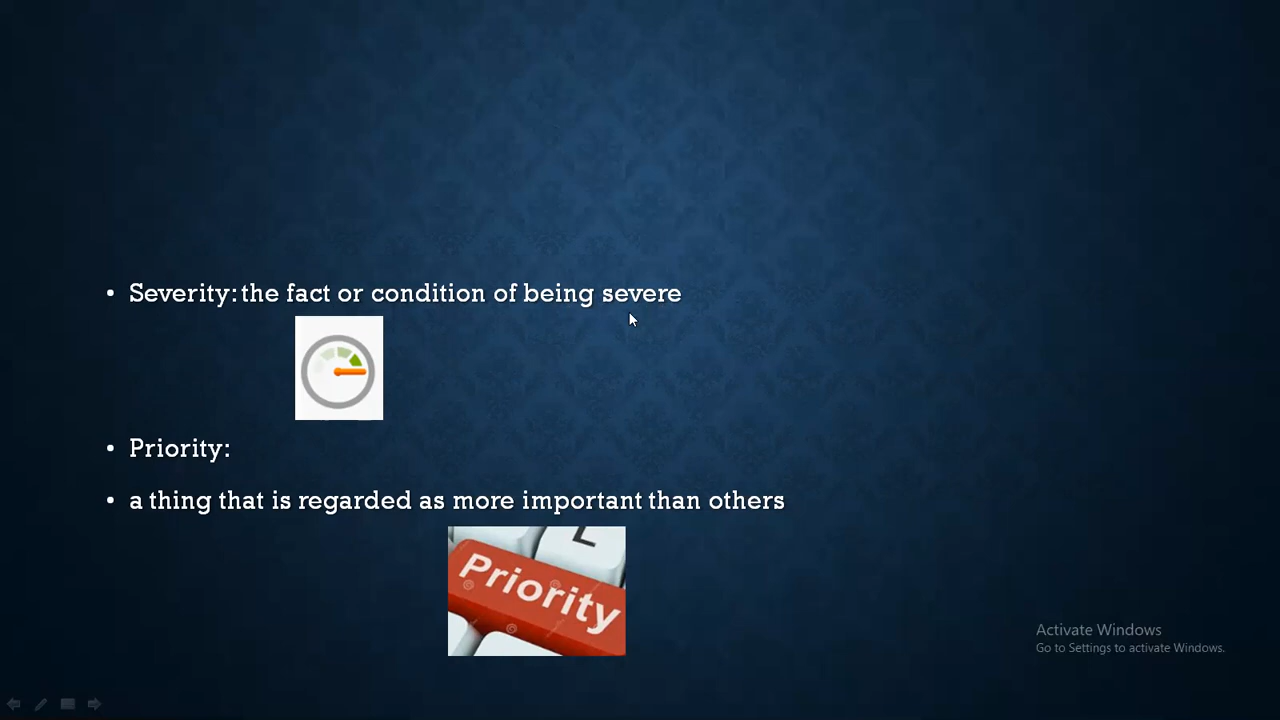 • Severity: the fact or condition of being severe
• Priority:
• a thing that is regarded as more important than others
L
Priority
Activate Windows
Go to Settings to activate Windows.